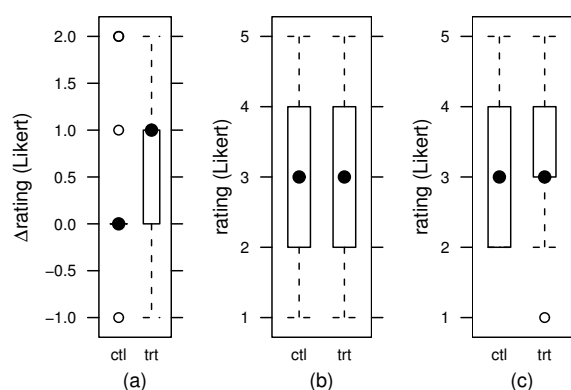 Δrating (Likert)
2.0
1.5
1.0
0.5
0.0
−0.5
−1.0
ctl trt
(a)
rating (Likert)
5
4
3
2
1
ctl trt
(b)
rating (Likert)
5
4
3
2
1
ctl trt
(c)